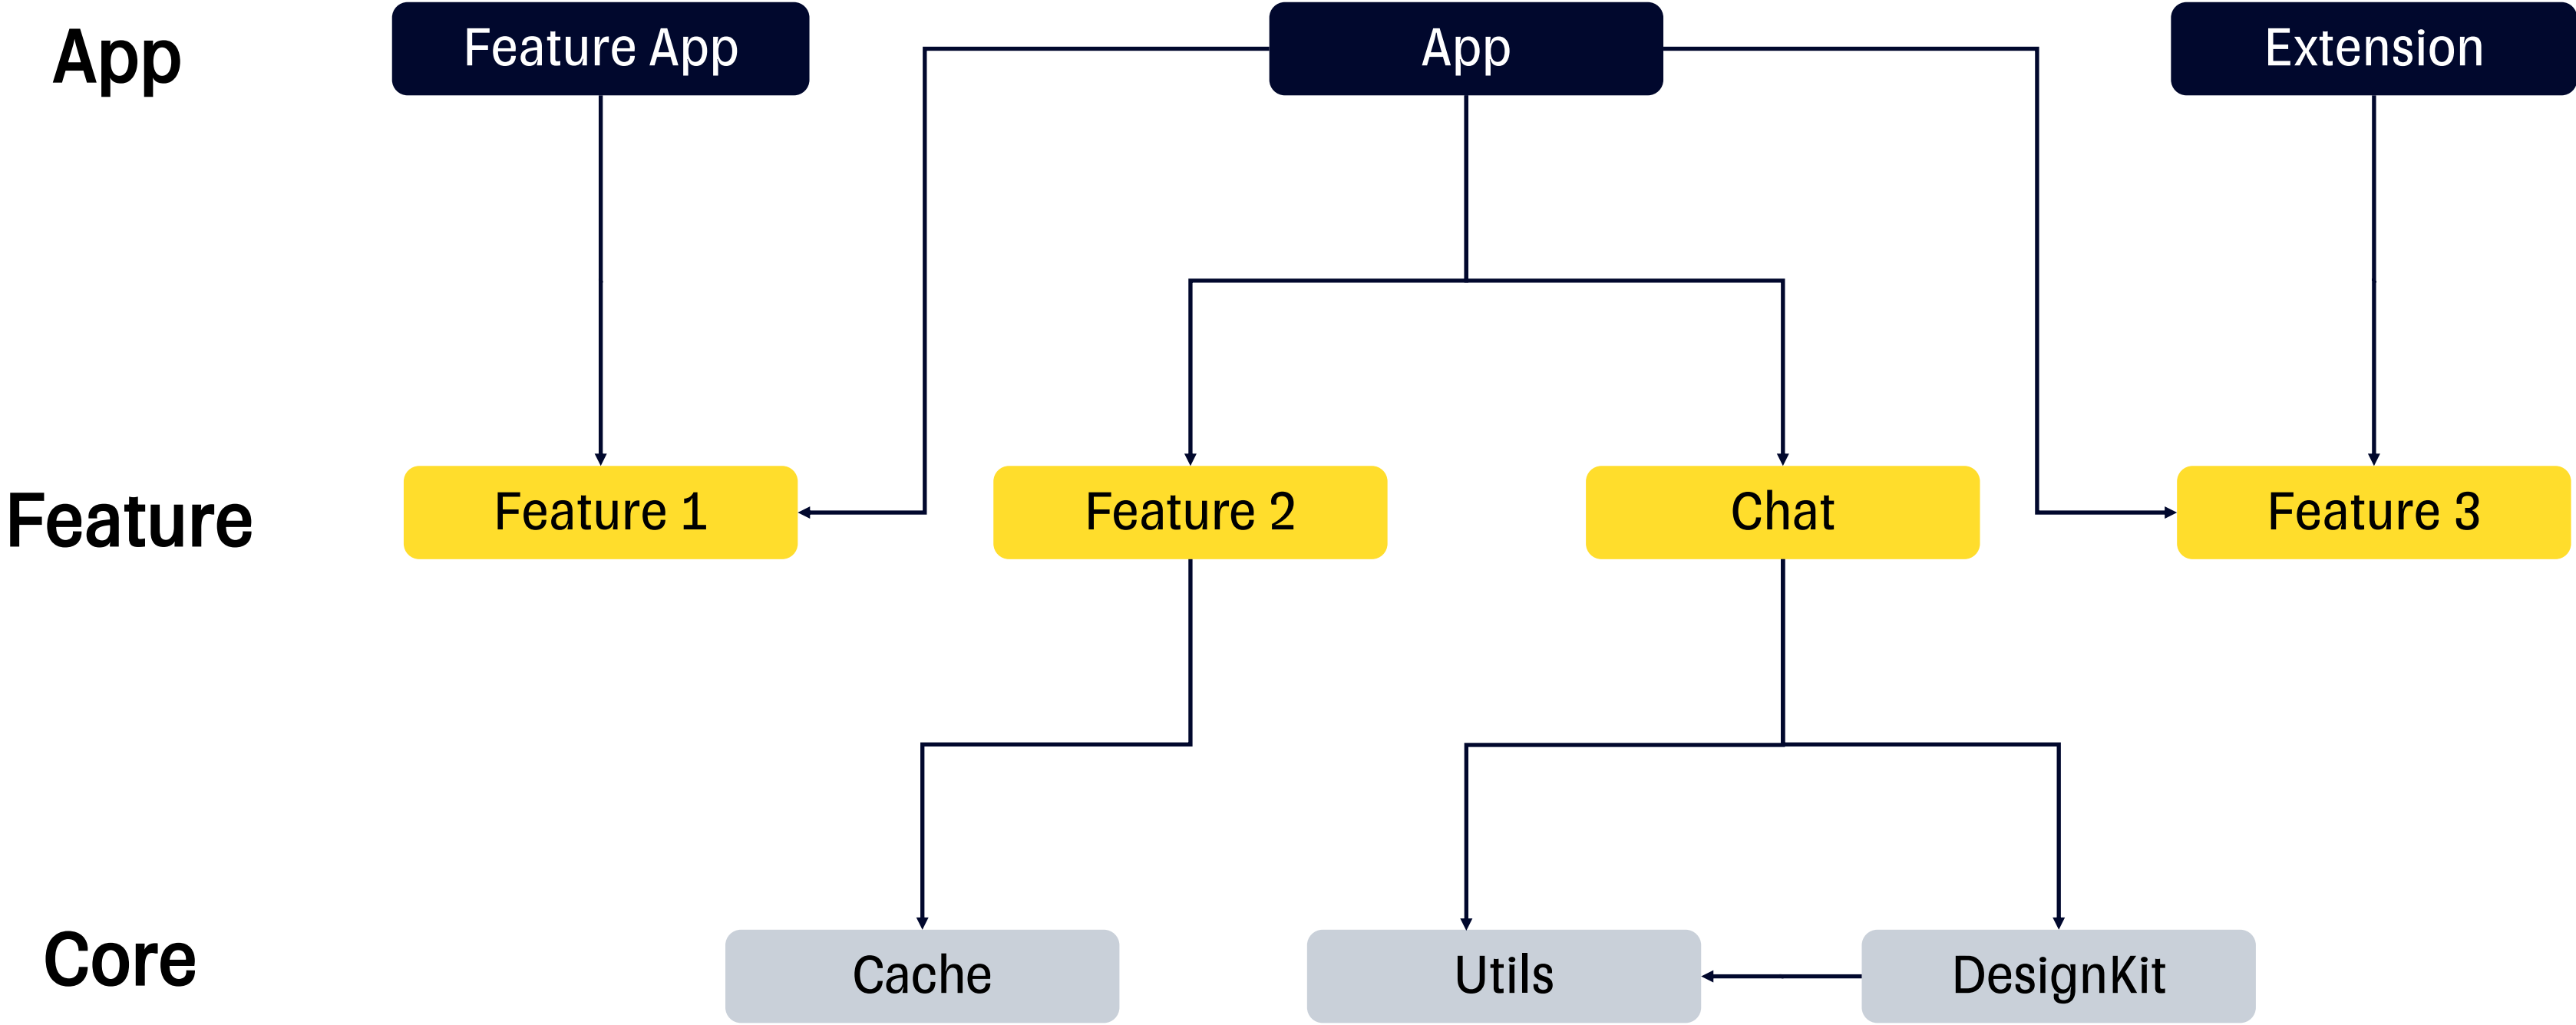 App
Feature App
App
Extension
Feature
Feature 1
Feature 2
Chat
Feature 3
Core
Cache
Utils
DesignKit